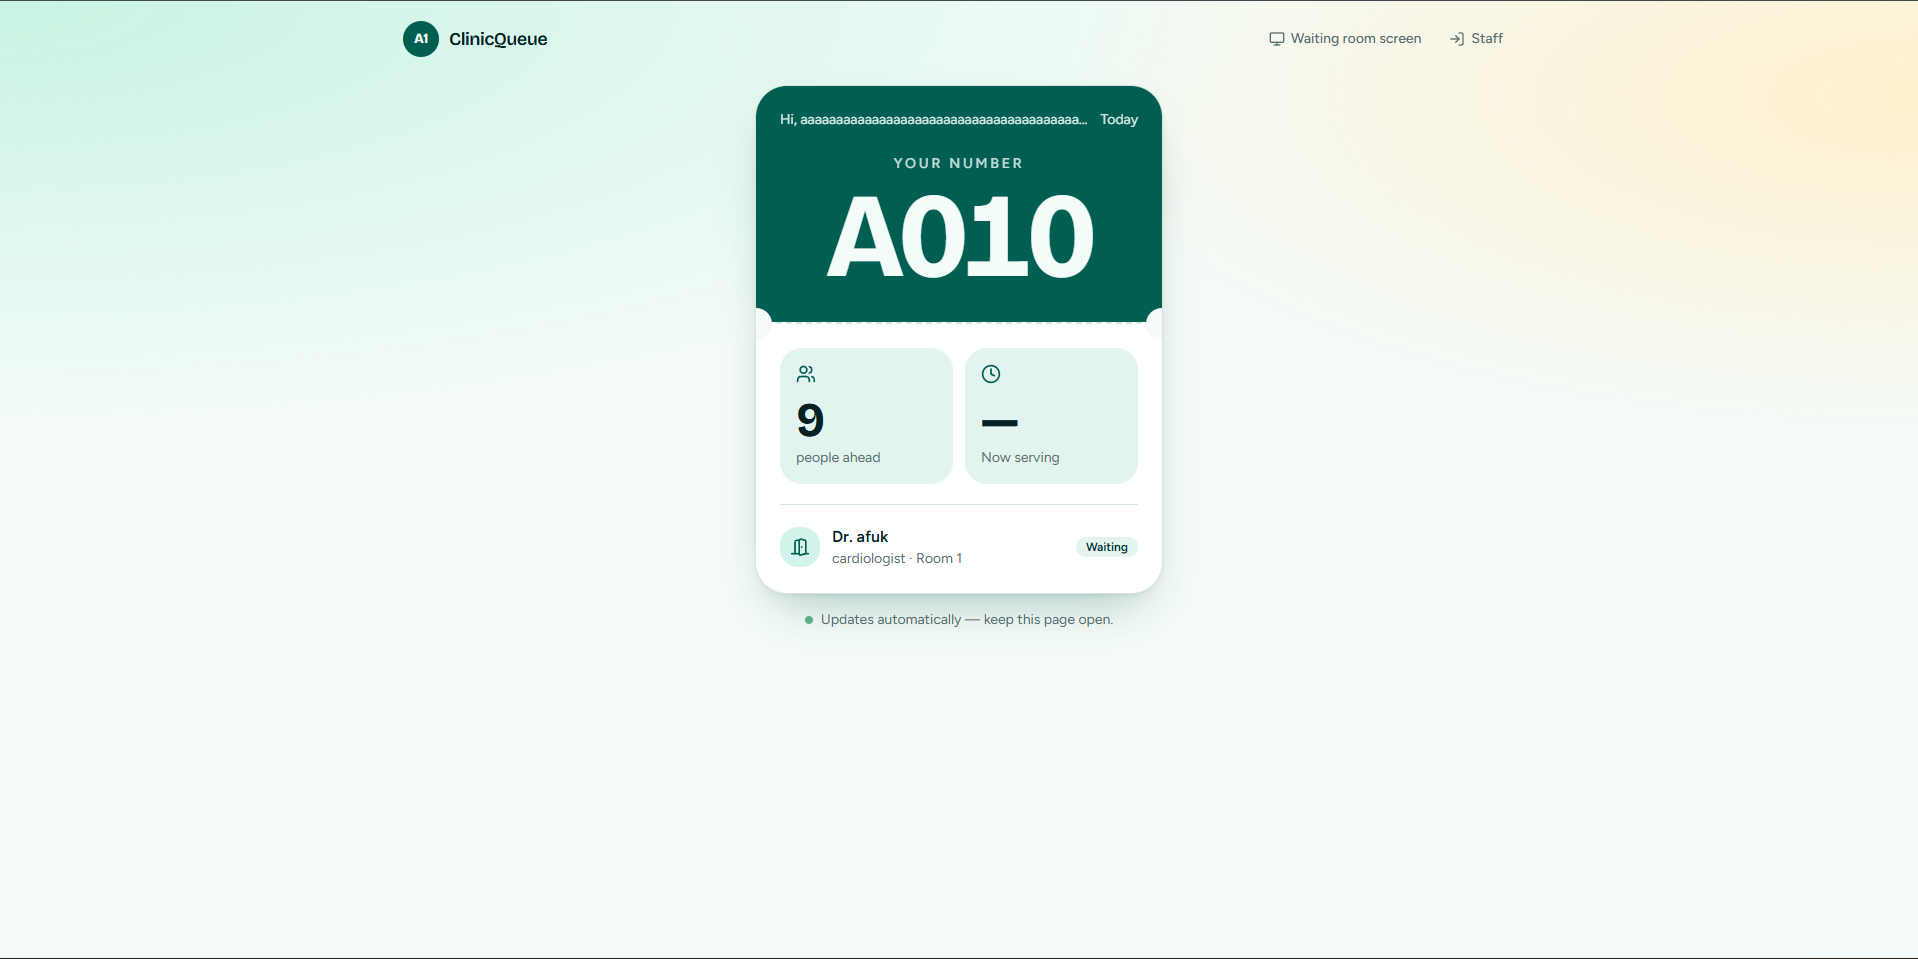 A1 ClinicQueue
Waiting room screen
Staff
Hi, aaaaaaaaaaaaaaaaaaaaaaaaaaaaaaaaaaaaaaaa... Today
YOUR NUMBER
A010
9
people ahead
—
Now serving
Dr. afuk
cardiologist · Room 1
Waiting
Updates automatically — keep this page open.